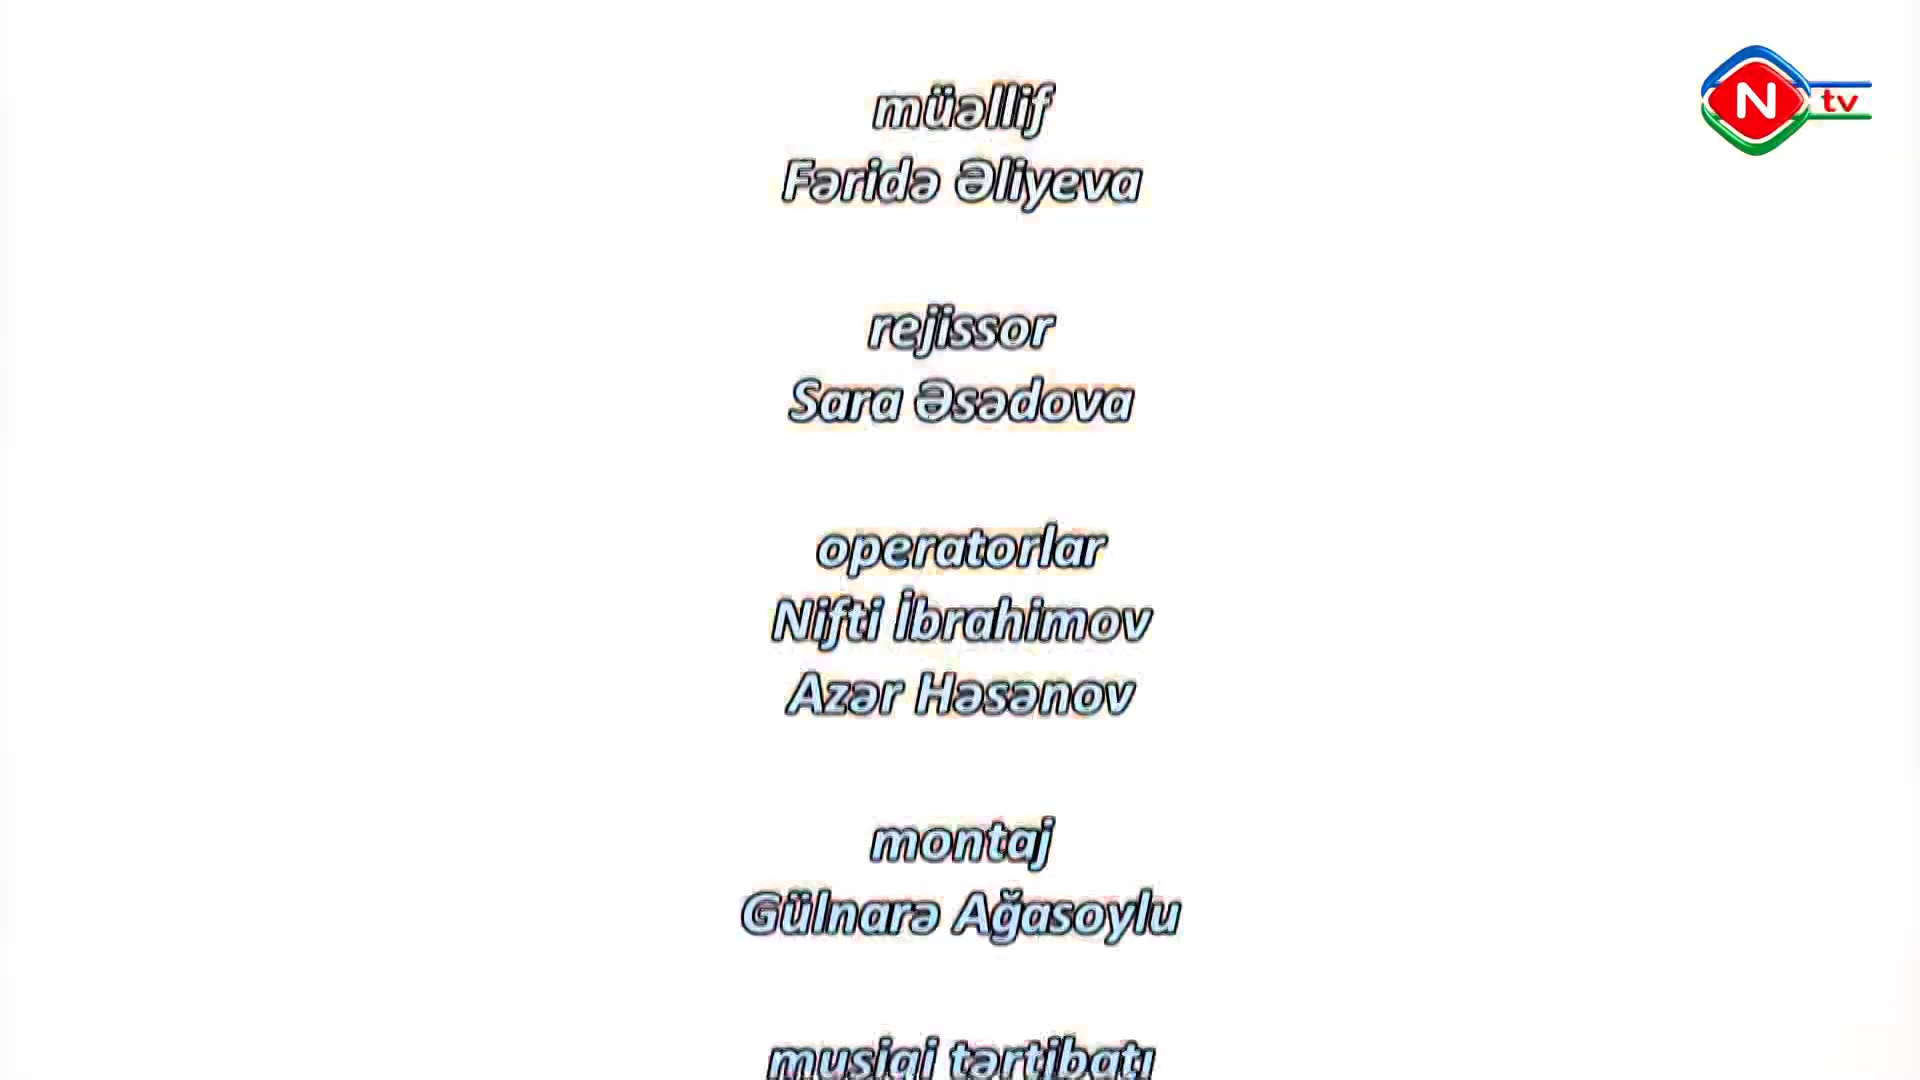 N tv
müəllif
Fəridə Əliyeva
rejissor
Sara Əsədova
operatorlar
Nifti İbrahimov
Azər Həsənov
montaj
Gülnarə Ağasoylu
musiqi tərtibatı